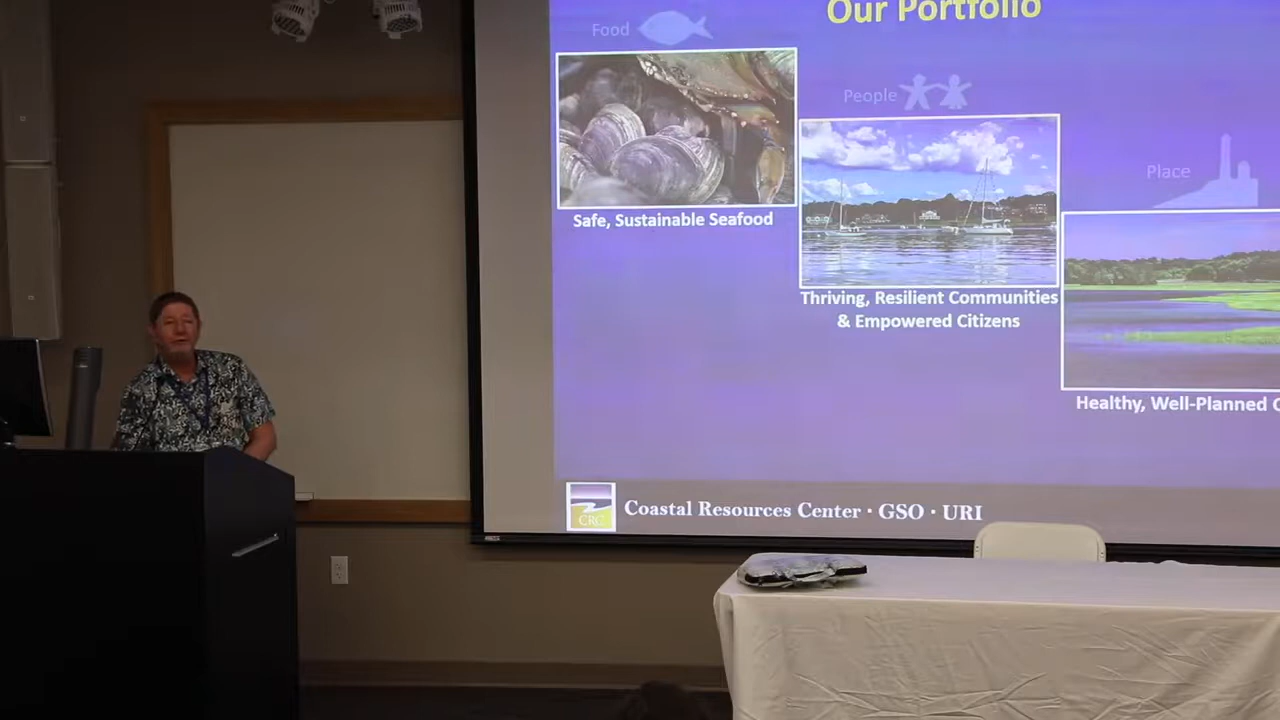 Our Portfolio
Food
People
Place
Safe, Sustainable Seafood
Thriving, Resilient Communities
& Empowered Citizens
Healthy, Well-Planned C
CRC
Coastal Resources Center · GSO · URI